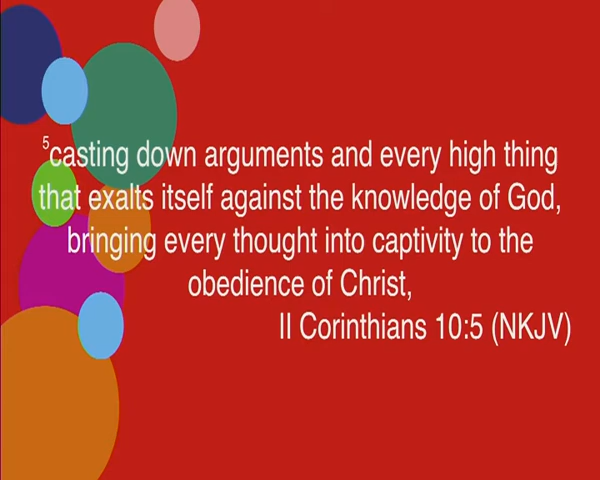 5casting down arguments and every high thing
that exalts itself against the knowledge of God,
bringing every thought into captivity to the
obedience of Christ,
II Corinthians 10:5 (NKJV)